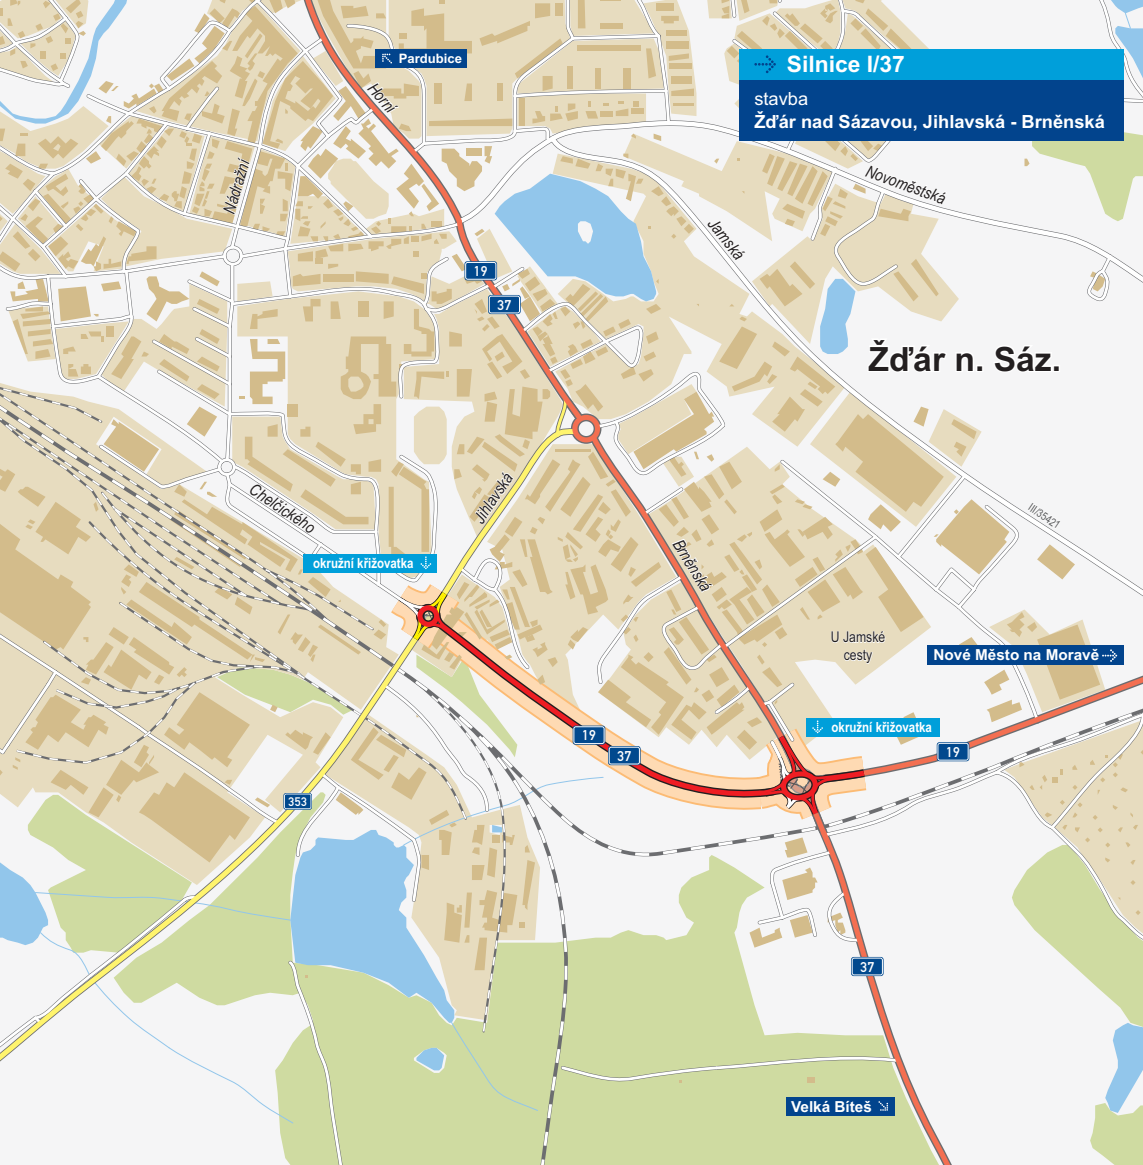 Pardubice
Silnice I/37
stavba
Žďár nad Sázavou, Jihlavská - Brněnská
Horní
Nádražní
Novoměstská
Jamská
19
37
Žďár n. Sáz.
Jihlavská
Chelčického
III/35421
okružní křižovatka
Brněnská
U Jamské
cesty
Nové Město na Moravě
okružní křižovatka
19
37
19
353
37
Velká Bíteš